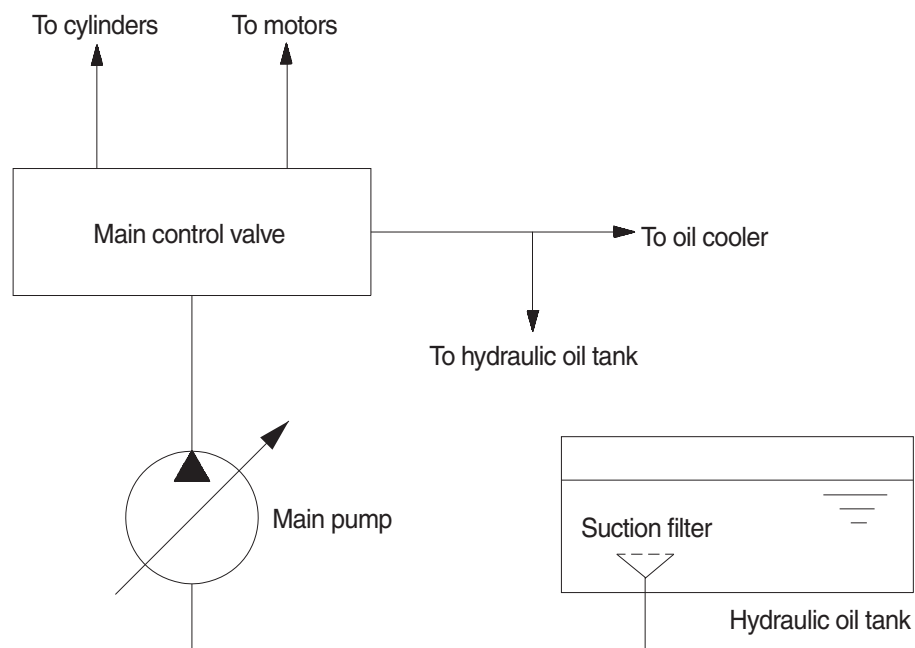 To cylinders
To motors
Main control valve
To oil cooler
To hydraulic oil tank
Main pump
Suction filter
Hydraulic oil tank